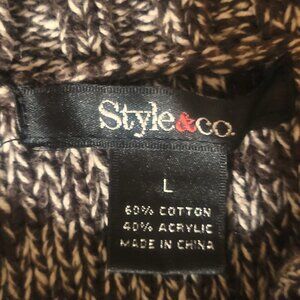 Style&co.
L
60% COTTON
40% ACRYLIC
MADE IN CHINA